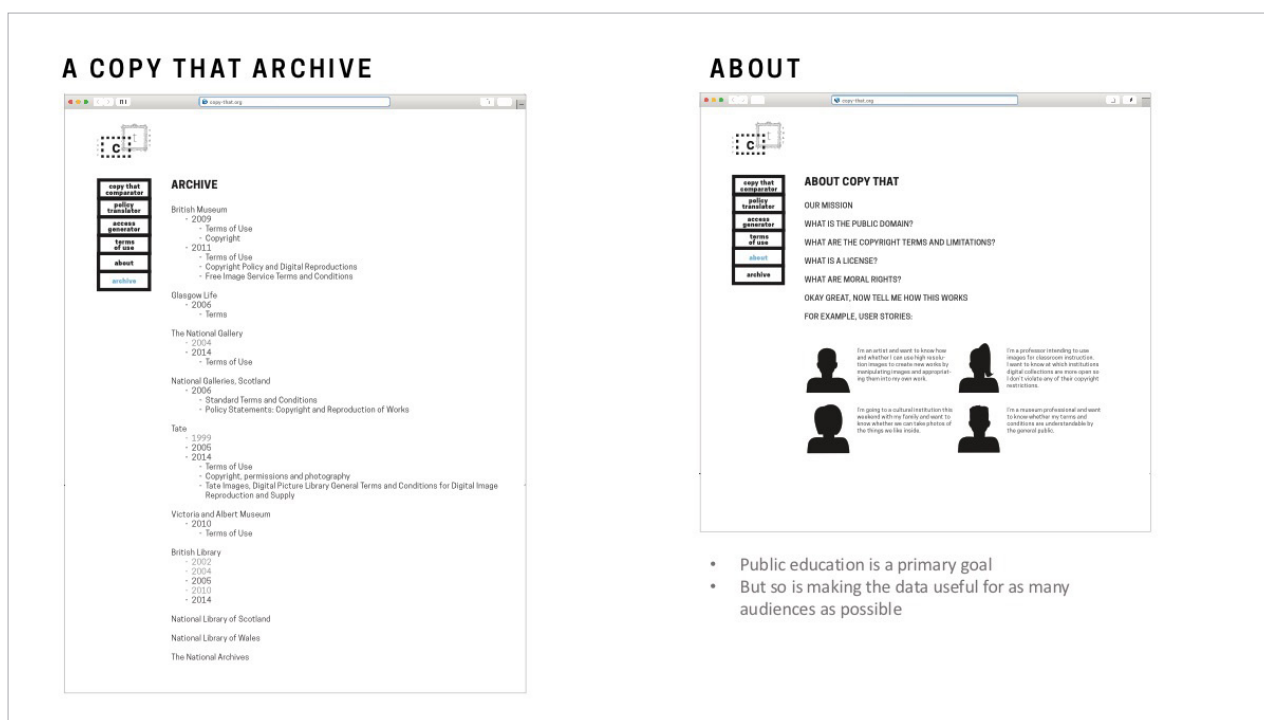 A COPY THAT ARCHIVE
copy-that.org
t
c
copy that
comparator
policy
translator
access
generator
terms
of use
about
archive
ARCHIVE
British Museum
- 2009
- Terms of Use
- Copyright
- 2011
- Terms of Use
- Copyright Policy and Digital Reproductions
- Free Image Service Terms and Conditions
Glasgow Life
- 2006
- Terms
The National Gallery
- 2004
- 2014
- Terms of Use
National Galleries, Scotland
- 2006
- Standard Terms and Conditions
- Policy Statements: Copyright and Reproduction of Works
Tate
- 1999
- 2005
- 2014
- Terms of Use
- Copyright, permissions and photography
- Tate Images, Digital Picture Library General Terms and Conditions for Digital Image
Reproduction and Supply
Victoria and Albert Museum
- 2010
- Terms of Use
British Library
- 2002
- 2004
- 2005
- 2010
- 2014
National Library of Scotland
National Library of Wales
The National Archives
ABOUT
copy-that.org
t
c
copy that
comparator
policy
translator
access
generator
terms
of use
about
archive
ABOUT COPY THAT
OUR MISSION
WHAT IS THE PUBLIC DOMAIN?
WHAT ARE THE COPYRIGHT TERMS AND LIMITATIONS?
WHAT IS A LICENSE?
WHAT ARE MORAL RIGHTS?
OKAY GREAT, NOW TELL ME HOW THIS WORKS
FOR EXAMPLE, USER STORIES:
I'm an artist and want to know how
and whether I can use high resolu-
tion images to create new works by
manipulating images and appropriat-
ing them into my own work.
I'm a professor intending to use
images for classroom instruction.
I want to know at which institutions
digital collections are more open so
I don't violate any of their copyright
restrictions.
I'm going to a cultural institution this
weekend with my family and want to
know whether we can take photos of
the things we like inside.
I'm a museum professional and want
to know whether my terms and
conditions are understandable by
the general public.
• Public education is a primary goal
• But so is making the data useful for as many
audiences as possible